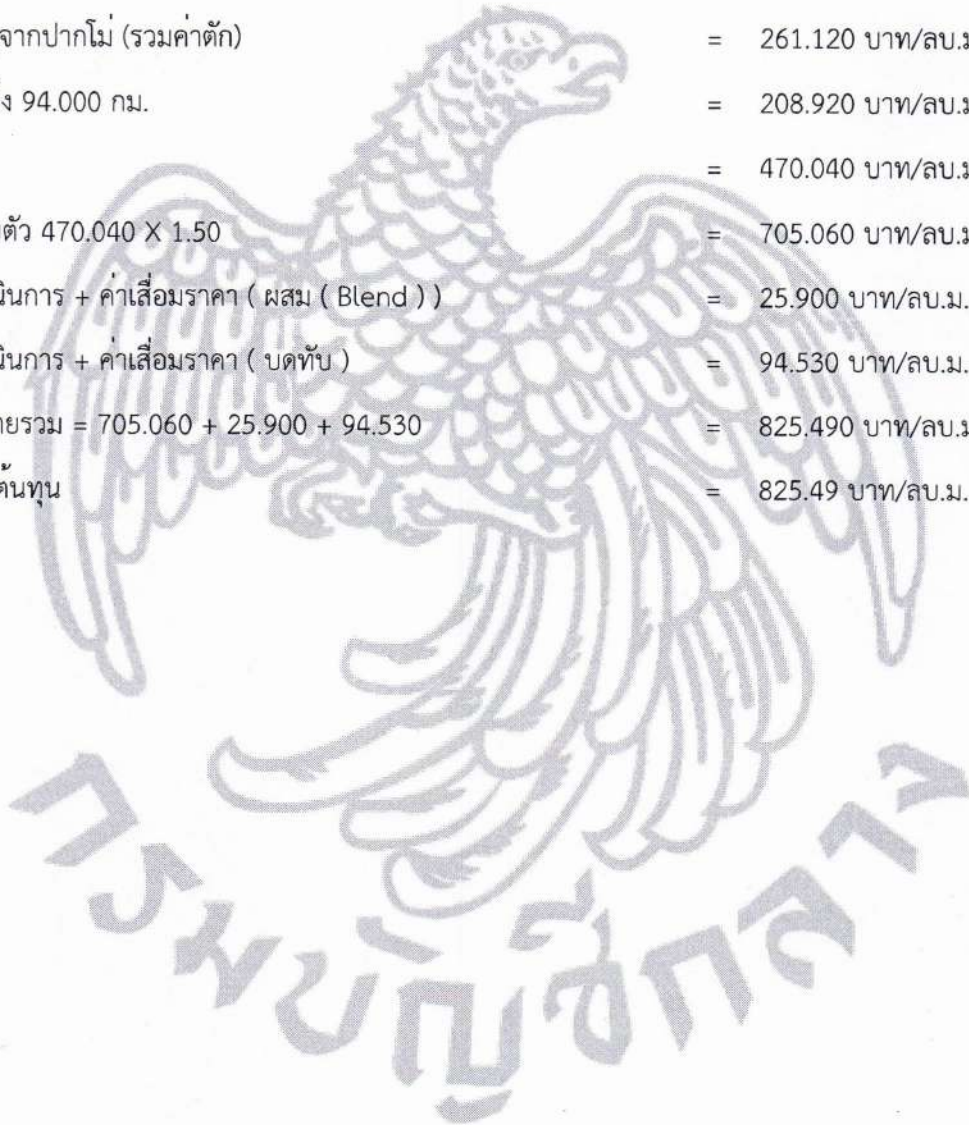 จากปากโม่ (รวมค่าตัก) = 261.120 บาท/ลบ.ม
94.000 กม. = 208.920 บาท/ลบ.ม
= 470.040 บาท/ลบ.ม
ตัว 470.040 X 1.50 = 705.060 บาท/ลบ.ม
นินการ + ค่าเสื่อมราคา ( ผสม ( Blend ) ) = 25.900 บาท/ลบ.ม.
นินการ + ค่าเสื่อมราคา ( บดทับ ) = 94.530 บาท/ลบ.ม.
ายรวม = 705.060 + 25.900 + 94.530 = 825.490 บาท/ลบ.ม
ต้นทุน = 825.49 บาท/ลบ.ม.
กรมบัญชีกลาง